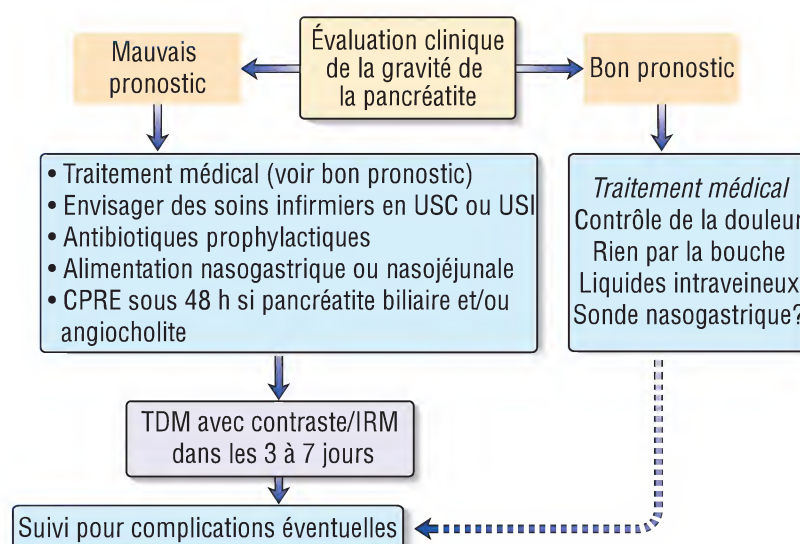 Évaluation clinique
de la gravité de
la pancréatite
Mauvais
pronostic
Bon pronostic
• Traitement médical (voir bon pronostic)
• Envisager des soins infirmiers en USC ou USI
• Antibiotiques prophylactiques
• Alimentation nasogastrique ou nasojéjunale
• CPRE sous 48 h si pancréatite biliaire et/ou
angiocholite
Traitement médical
Contrôle de la douleur
Rien par la bouche
Liquides intraveineux
Sonde nasogastrique?
TDM avec contraste/IRM
dans les 3 à 7 jours
Suivi pour complications éventuelles